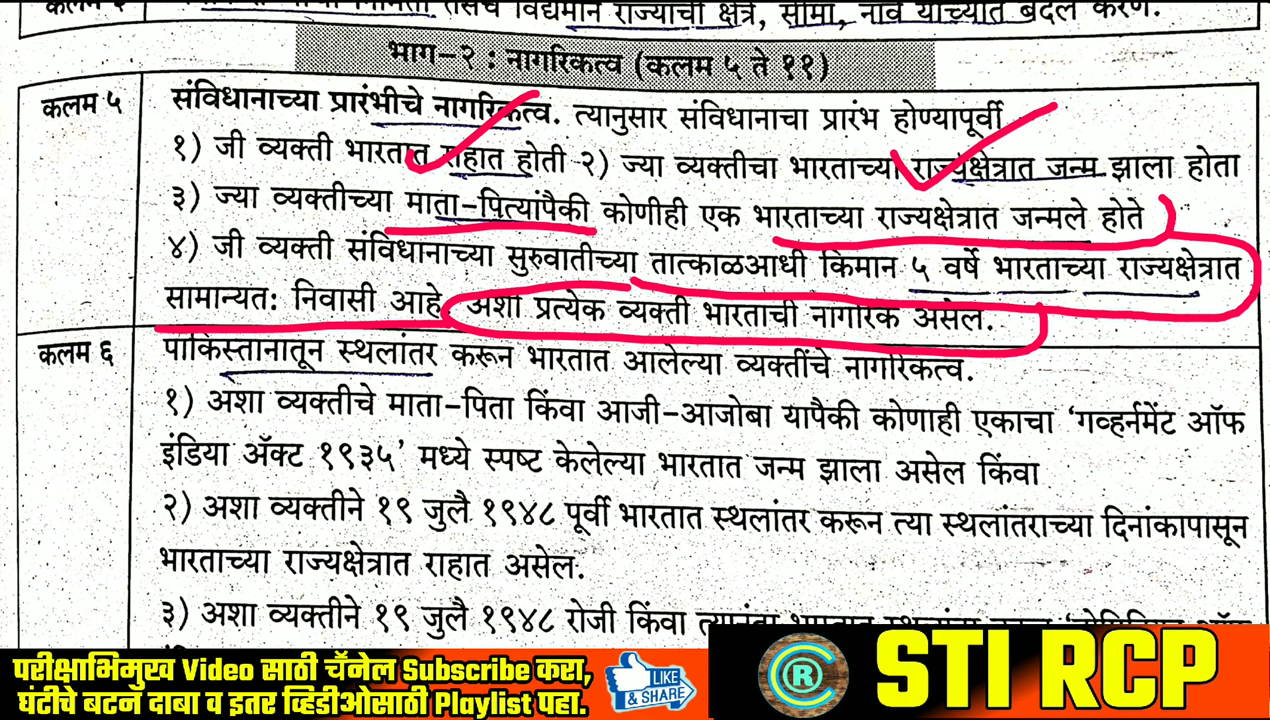 तसेच विद्यमान राज्याची क्षेत्रे, सीमा, नावे यांच्यात बदल करणे.
भाग-२ : नागरिकत्व (कलम ५ ते ११)
कलम ५
संविधानाच्या प्रारंभीचे नागरिकत्व. त्यानुसार संविधानाचा प्रारंभ होण्यापूर्वी
१) जी व्यक्ती भारतात राहात होती २) ज्या व्यक्तीचा भारताच्या राज्यक्षेत्रात जन्म झाला होता
३) ज्या व्यक्तीच्या माता-पित्यांपैकी कोणीही एक भारताच्या राज्यक्षेत्रात जन्मले होते
४) जी व्यक्ती संविधानाच्या सुरुवातीच्या तात्काळआधी किमान ५ वर्षे भारताच्या राज्यक्षेत्रात
सामान्यतः निवासी आहे अशी प्रत्येक व्यक्ती भारताची नागरिक असेल.
कलम ६
पाकिस्तानातून स्थलांतर करून भारतात आलेल्या व्यक्तींचे नागरिकत्व.
१) अशा व्यक्तीचे माता-पिता किंवा आजी-आजोबा यापैकी कोणाही एकाचा ‘गव्हर्नमेंट ऑफ
इंडिया ॲक्ट १९३५’ मध्ये स्पष्ट केलेल्या भारतात जन्म झाला असेल किंवा
२) अशा व्यक्तीने १९ जुलै १९४८ पूर्वी भारतात स्थलांतर करून त्या स्थलांतराच्या दिनांकापासून
भारताच्या राज्यक्षेत्रात राहात असेल.
३) अशा व्यक्तीने १९ जुलै १९४८ रोजी किंवा
परीक्षाभिमुख Video साठी चॅनेल Subscribe करा,
घंटीचे बटन दाबा व इतर व्हिडीओसाठी Playlist पहा.
LIKE
& SHARE
C R
STI RCP